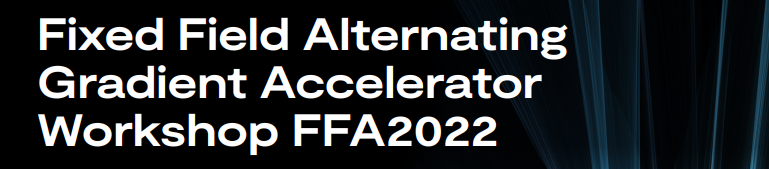 Fixed Field Alternating
Gradient Accelerator
Workshop FFA2022